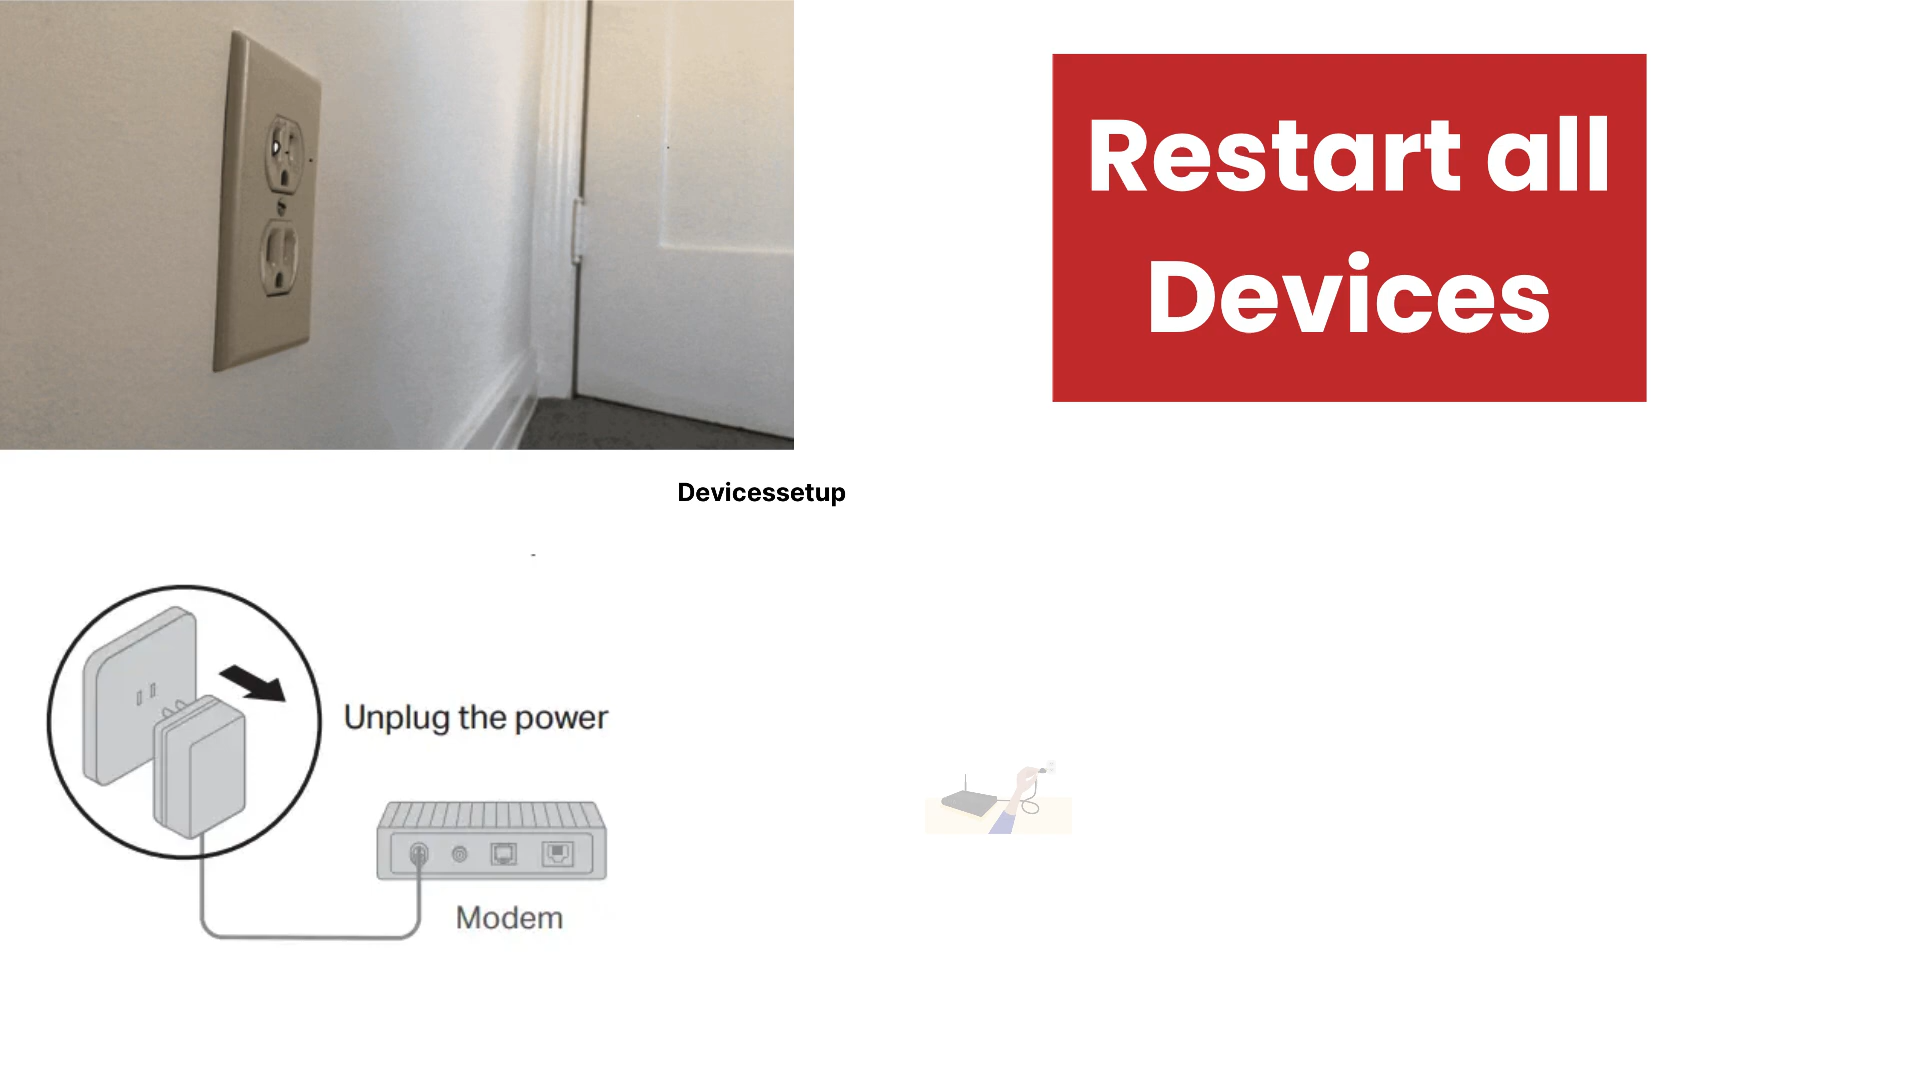 Restart all
Devices
Devicessetup
Unplug the power
Modem